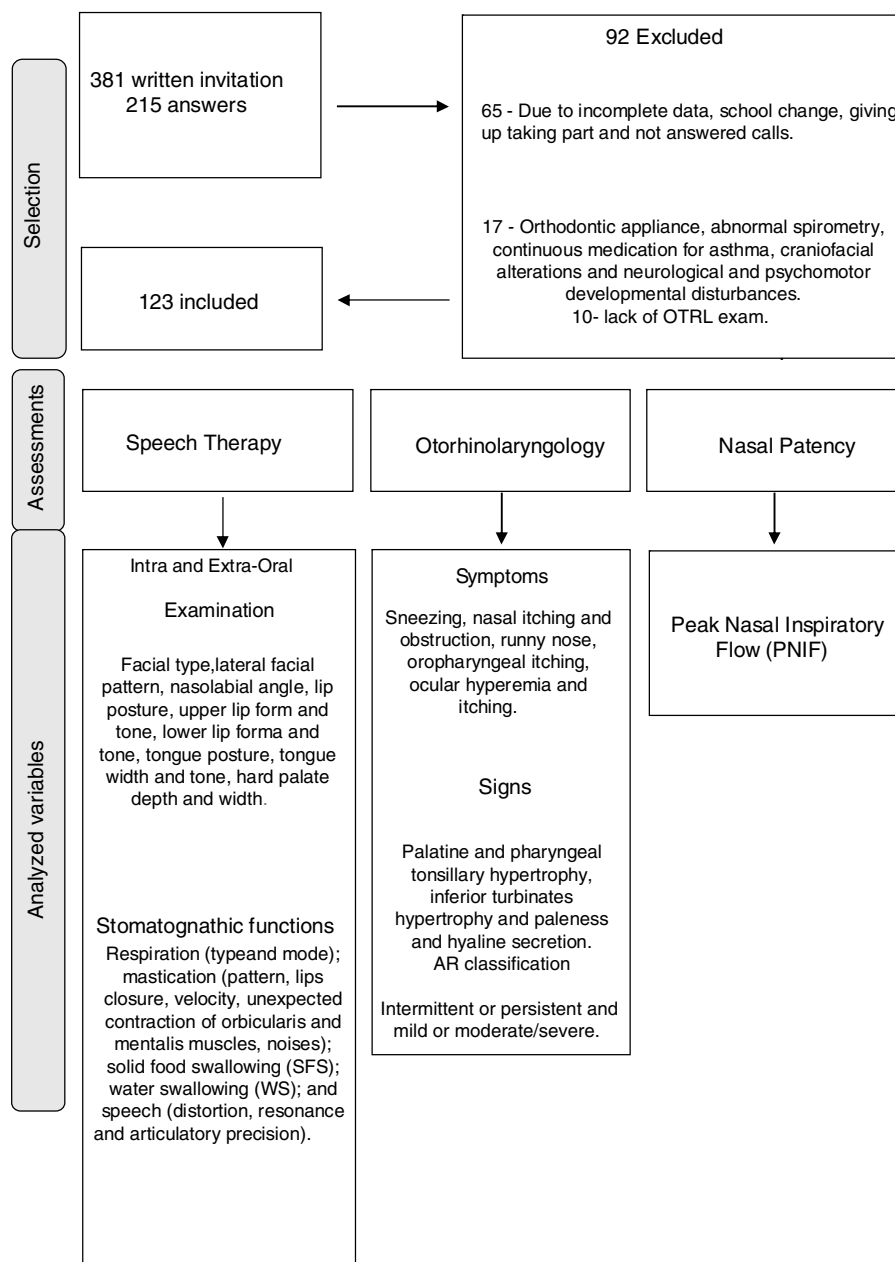 Selection
381 written invitation
215 answers
92 Excluded
65 - Due to incomplete data, school change, giving
up taking part and not answered calls.
17 - Orthodontic appliance, abnormal spirometry,
continuous medication for asthma, craniofacial
alterations and neurological and psychomotor
developmental disturbances.
10- lack of OTRL exam.
123 included
Assessments
Speech Therapy
Otorhinolaryngology
Nasal Patency
Analyzed variables
Intra and Extra-Oral
Examination
Facial type,lateral facial
pattern, nasolabial angle, lip
posture, upper lip form and
tone, lower lip forma and
tone, tongue posture, tongue
width and tone, hard palate
depth and width.
Stomatognathic functions
Respiration (typeand mode);
mastication (pattern, lips
closure, velocity, unexpected
contraction of orbicularis and
mentalis muscles, noises);
solid food swallowing (SFS);
water swallowing (WS); and
speech (distortion, resonance
and articulatory precision).
Symptoms
Sneezing, nasal itching and
obstruction, runny nose,
oropharyngeal itching,
ocular hyperemia and
itching.
Signs
Palatine and pharyngeal
tonsillary hypertrophy,
inferior turbinates
hypertrophy and paleness
and hyaline secretion.
AR classification
Intermittent or persistent and
mild or moderate/severe.
Peak Nasal Inspiratory
Flow (PNIF)